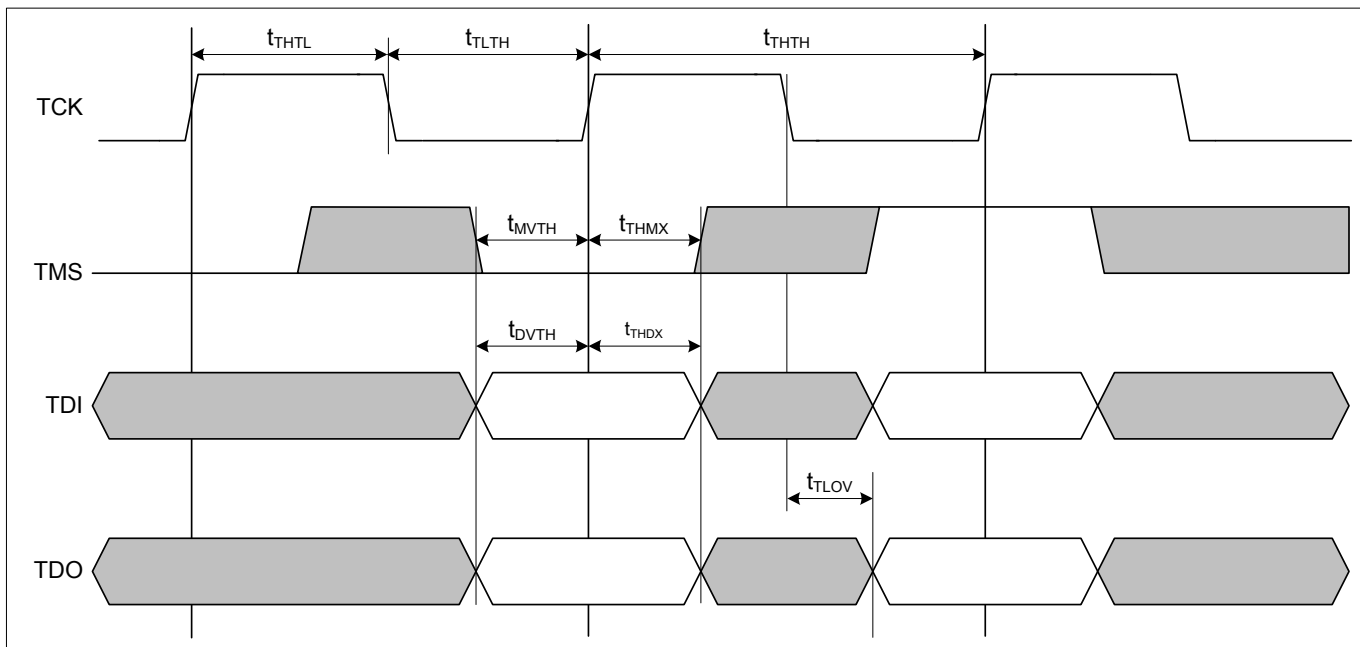 tTHTL tTLTH tTHTH
TCK
tMVTH tTHMX
TMS
tDVTH tTHDX
TDI
tTLOV
TDO